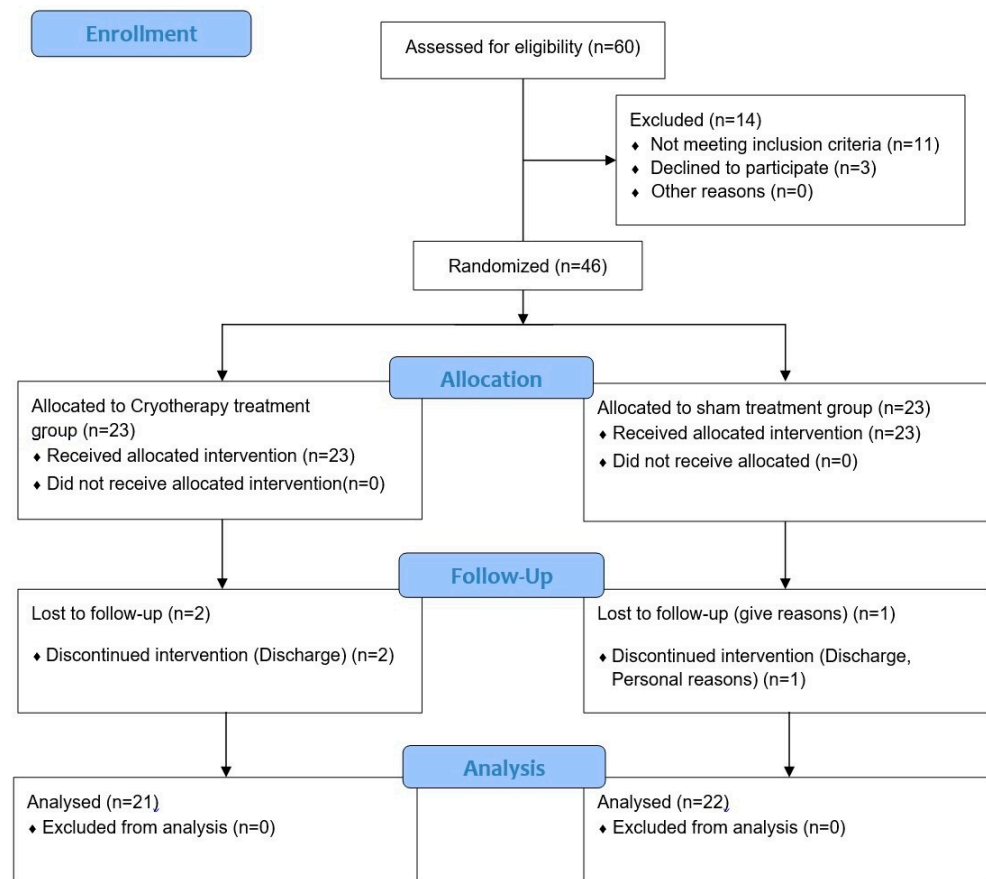 Enrollment
Assessed for eligibility (n=60)
Excluded (n=14)
♦ Not meeting inclusion criteria (n=11)
♦ Declined to participate (n=3)
♦ Other reasons (n=0)
Randomized (n=46)
Allocation
Allocated to Cryotherapy treatment
group (n=23)
♦ Received allocated intervention (n=23)
♦ Did not receive allocated intervention(n=0)
Allocated to sham treatment group (n=23)
♦ Received allocated intervention (n=23)
♦ Did not receive allocated (n=0)
Follow-Up
Lost to follow-up (n=2)
♦ Discontinued intervention (Discharge) (n=2)
Lost to follow-up (give reasons) (n=1)
♦ Discontinued intervention (Discharge,
Personal reasons) (n=1)
Analysis
Analysed (n=21)
♦ Excluded from analysis (n=0)
Analysed (n=22)
♦ Excluded from analysis (n=0)